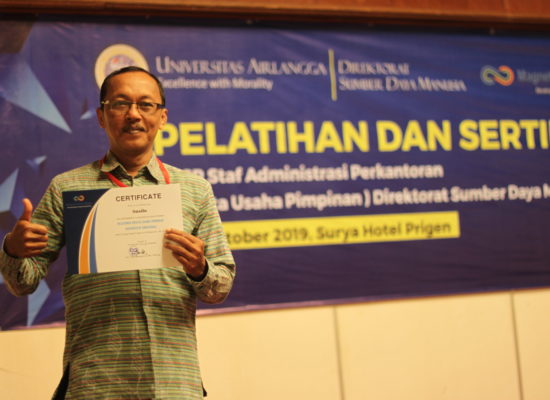 UNIVERSITAS AIRLANGGA
Excellence with Morality
DIREKTORAT
SUMBER DAYA MANUSIA
Magne
PELATIHAN DAN SERTI
Staf Administrasi Perkantoran
a Usaha Pimpinan ) Direktorat Sumber Daya M
tober 2019, Surya Hotel Prigen
CERTIFICATE